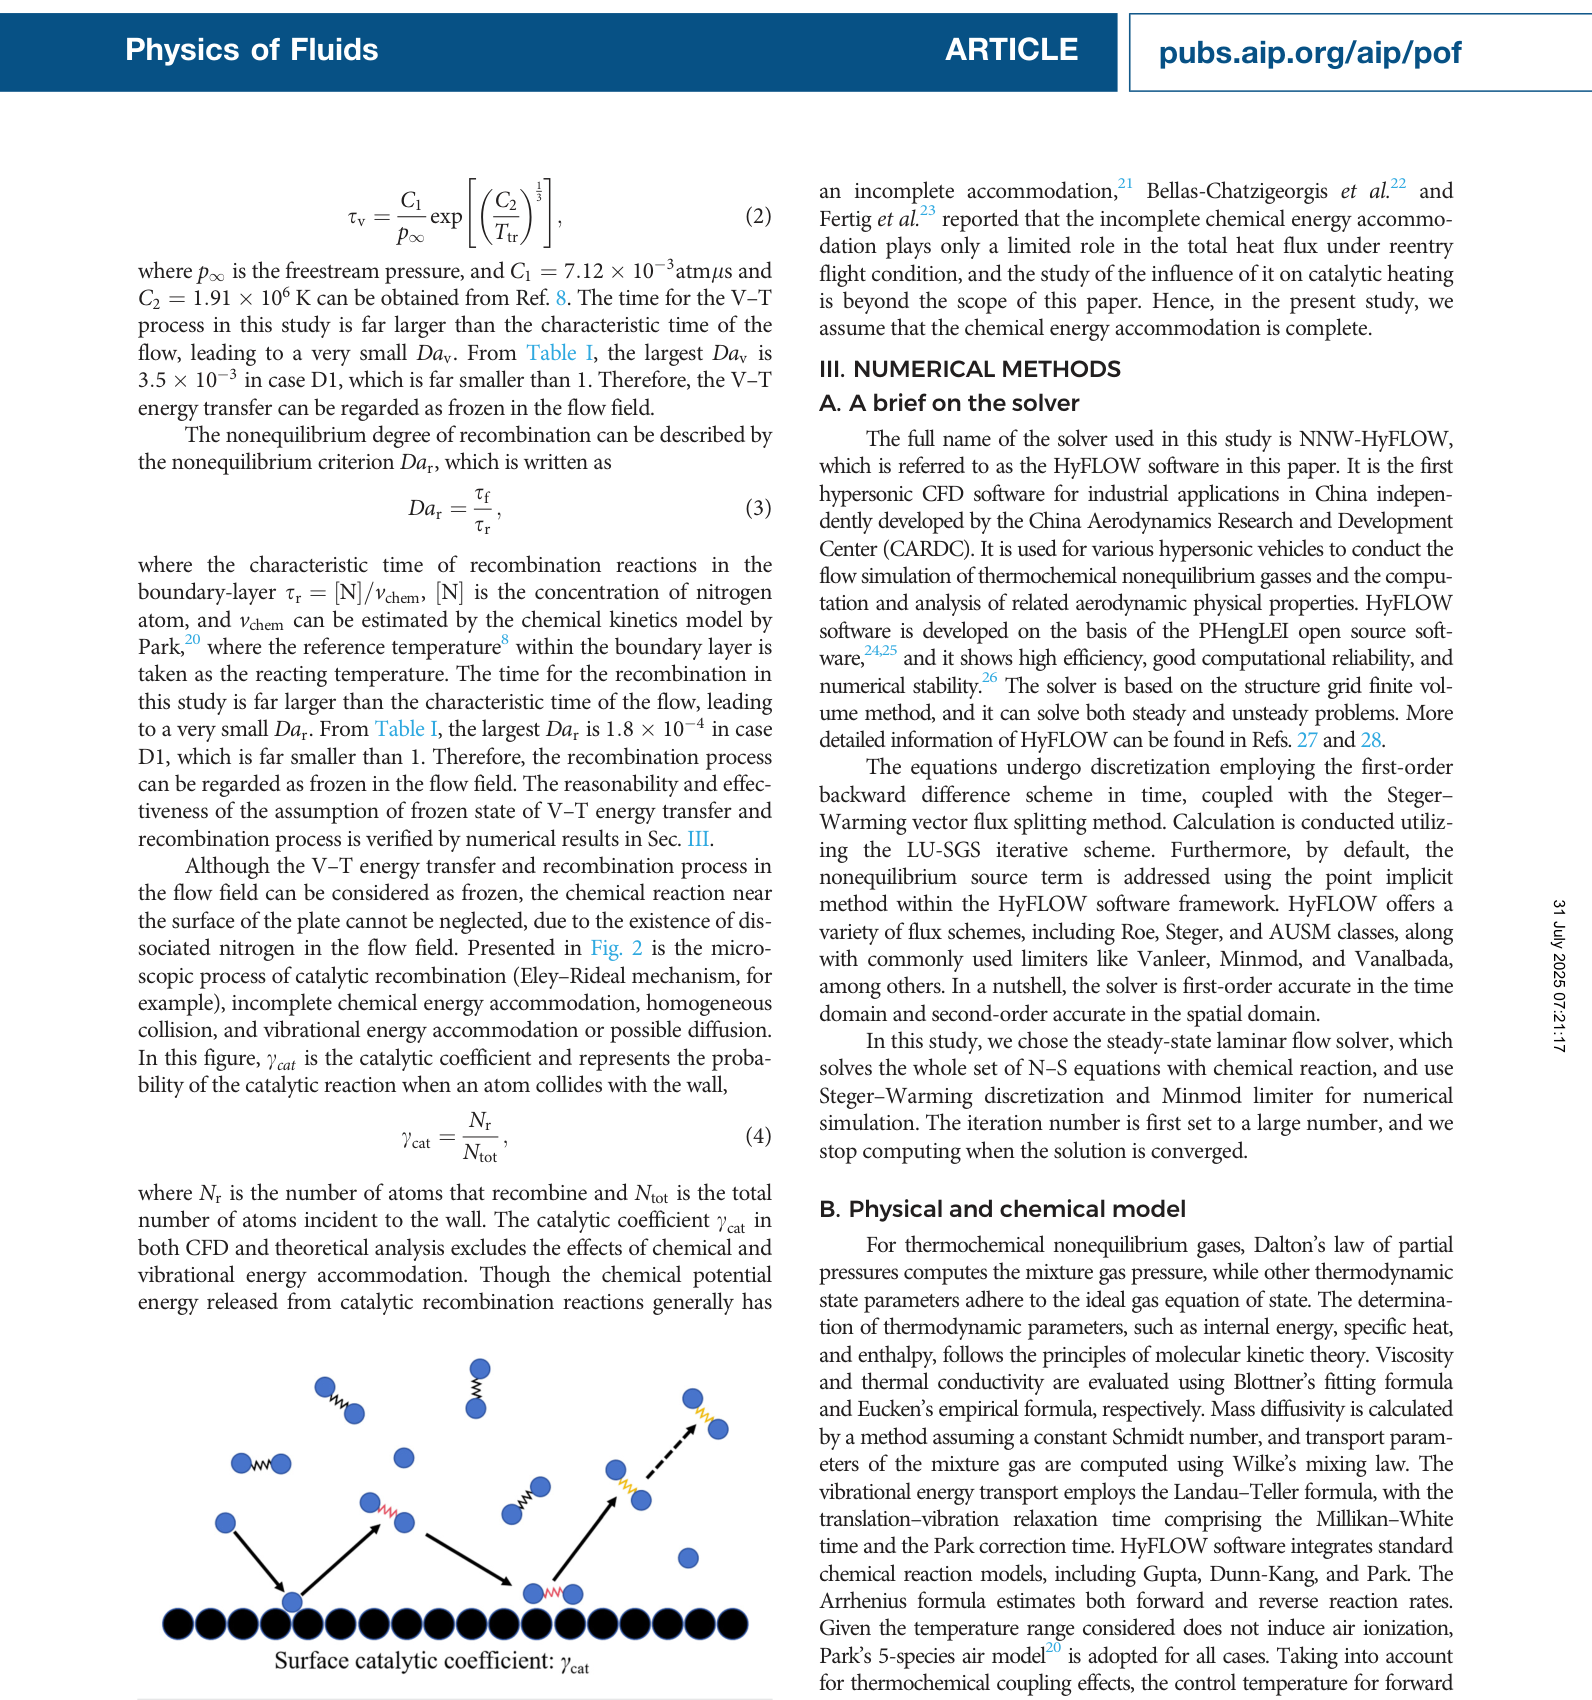 Physics of Fluids
ARTICLE
pubs.aip.org/aip/pof
τv = C1/p∞ exp[(C2/Ttr)^(1/3)], (2)
where p∞ is the freestream pressure, and C1 = 7.12 × 10−3atmμs and
C2 = 1.91 × 106 K can be obtained from Ref. 8. The time for the V–T
process in this study is far larger than the characteristic time of the
flow, leading to a very small Dav. From Table I, the largest Dav is
3.5 × 10−3 in case D1, which is far smaller than 1. Therefore, the V–T
energy transfer can be regarded as frozen in the flow field.
The nonequilibrium degree of recombination can be described by
the nonequilibrium criterion Dar, which is written as
Dar = τf/τr, (3)
where the characteristic time of recombination reactions in the
boundary-layer τr = [N]/νchem, [N] is the concentration of nitrogen
atom, and νchem can be estimated by the chemical kinetics model by
Park,20 where the reference temperature8 within the boundary layer is
taken as the reacting temperature. The time for the recombination in
this study is far larger than the characteristic time of the flow, leading
to a very small Dar. From Table I, the largest Dar is 1.8 × 10−4 in case
D1, which is far smaller than 1. Therefore, the recombination process
can be regarded as frozen in the flow field. The reasonability and effec-
tiveness of the assumption of frozen state of V–T energy transfer and
recombination process is verified by numerical results in Sec. III.
Although the V–T energy transfer and recombination process in
the flow field can be considered as frozen, the chemical reaction near
the surface of the plate cannot be neglected, due to the existence of dis-
sociated nitrogen in the flow field. Presented in Fig. 2 is the micro-
scopic process of catalytic recombination (Eley–Rideal mechanism, for
example), incomplete chemical energy accommodation, homogeneous
collision, and vibrational energy accommodation or possible diffusion.
In this figure, γcat is the catalytic coefficient and represents the proba-
bility of the catalytic reaction when an atom collides with the wall,
γcat = Nr/Ntot, (4)
where Nr is the number of atoms that recombine and Ntot is the total
number of atoms incident to the wall. The catalytic coefficient γcat in
both CFD and theoretical analysis excludes the effects of chemical and
vibrational energy accommodation. Though the chemical potential
energy released from catalytic recombination reactions generally has
Surface catalytic coefficient: γcat
an incomplete accommodation,21 Bellas-Chatzigeorgis et al.22 and
Fertig et al.23 reported that the incomplete chemical energy accommo-
dation plays only a limited role in the total heat flux under reentry
flight condition, and the study of the influence of it on catalytic heating
is beyond the scope of this paper. Hence, in the present study, we
assume that the chemical energy accommodation is complete.
III. NUMERICAL METHODS
A. A brief on the solver
The full name of the solver used in this study is NNW-HyFLOW,
which is referred to as the HyFLOW software in this paper. It is the first
hypersonic CFD software for industrial applications in China indepen-
dently developed by the China Aerodynamics Research and Development
Center (CARDC). It is used for various hypersonic vehicles to conduct the
flow simulation of thermochemical nonequilibrium gasses and the compu-
tation and analysis of related aerodynamic physical properties. HyFLOW
software is developed on the basis of the PHengLEI open source soft-
ware,24,25 and it shows high efficiency, good computational reliability, and
numerical stability.26 The solver is based on the structure grid finite vol-
ume method, and it can solve both steady and unsteady problems. More
detailed information of HyFLOW can be found in Refs. 27 and 28.
The equations undergo discretization employing the first-order
backward difference scheme in time, coupled with the Steger–
Warming vector flux splitting method. Calculation is conducted utiliz-
ing the LU-SGS iterative scheme. Furthermore, by default, the
nonequilibrium source term is addressed using the point implicit
method within the HyFLOW software framework. HyFLOW offers a
variety of flux schemes, including Roe, Steger, and AUSM classes, along
with commonly used limiters like Vanleer, Minmod, and Vanalbada,
among others. In a nutshell, the solver is first-order accurate in the time
domain and second-order accurate in the spatial domain.
In this study, we chose the steady-state laminar flow solver, which
solves the whole set of N–S equations with chemical reaction, and use
Steger–Warming discretization and Minmod limiter for numerical
simulation. The iteration number is first set to a large number, and we
stop computing when the solution is converged.
B. Physical and chemical model
For thermochemical nonequilibrium gases, Dalton's law of partial
pressures computes the mixture gas pressure, while other thermodynamic
state parameters adhere to the ideal gas equation of state. The determina-
tion of thermodynamic parameters, such as internal energy, specific heat,
and enthalpy, follows the principles of molecular kinetic theory. Viscosity
and thermal conductivity are evaluated using Blottner's fitting formula
and Eucken's empirical formula, respectively. Mass diffusivity is calculated
by a method assuming a constant Schmidt number, and transport param-
eters of the mixture gas are computed using Wilke's mixing law. The
vibrational energy transport employs the Landau–Teller formula, with the
translation–vibration relaxation time comprising the Millikan–White
time and the Park correction time. HyFLOW software integrates standard
chemical reaction models, including Gupta, Dunn-Kang, and Park. The
Arrhenius formula estimates both forward and reverse reaction rates.
Given the temperature range considered does not induce air ionization,
Park's 5-species air model20 is adopted for all cases. Taking into account
for thermochemical coupling effects, the control temperature for forward
31 July 2025 07:21:17